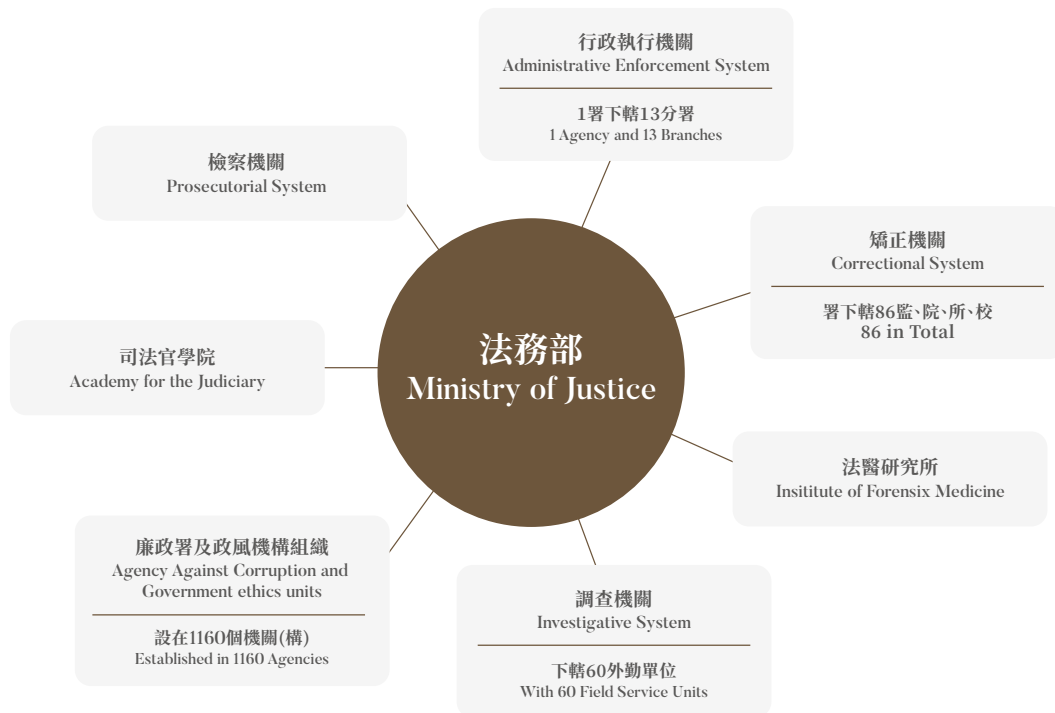 行政執行機關
Administrative Enforcement System
1署下轄13分署
1 Agency and 13 Branches
檢察機關
Prosecutorial System
矯正機關
Correctional System
署下轄86監、院、所、校
86 in Total
法務部
Ministry of Justice
司法官學院
Academy for the Judiciary
法醫研究所
Insititute of Forensix Medicine
廉政署及政風機構組織
Agency Against Corruption and
Government ethics units
設在1160個機關(構)
Established in 1160 Agencies
調查機關
Investigative System
下轄60外勤單位
With 60 Field Service Units